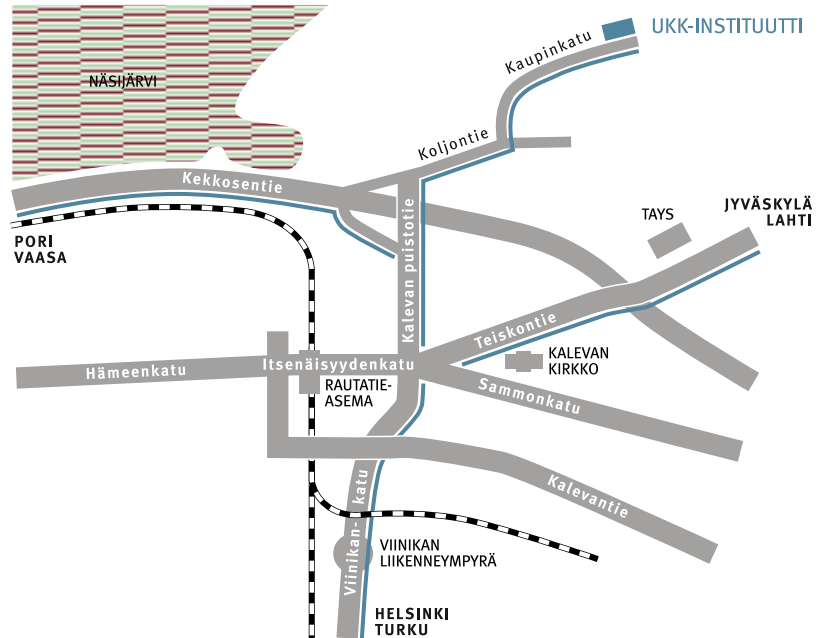 UKK-INSTITUUTTI
Kaupinkatu
NÄSIJÄRVI
Koljontie
Kekkosentie
JYVÄSKYLÄ
LAHTI
TAYS
PORI
VAASA
Kalevan puistotie
Teiskontie
KALEVAN
KIRKKO
Hämeenkatu
Itsenäisyydenkatu
RAUTATIE-
ASEMA
Sammonkatu
Kalevantie
Viinikan-
katu
VIINIKAN
LIIKENNEYMPYRÄ
HELSINKI
TURKU